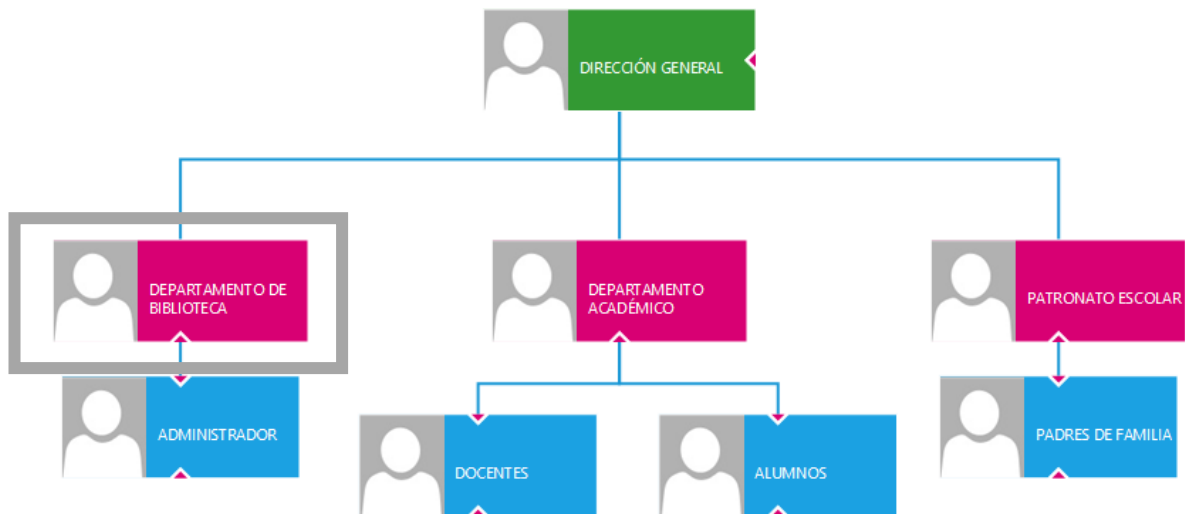 DIRECCIÓN GENERAL
DEPARTAMENTO DE
BIBLIOTECA
DEPARTAMENTO
ACADÉMICO
PATRONATO ESCOLAR
ADMINISTRADOR
DOCENTES
ALUMNOS
PADRES DE FAMILIA